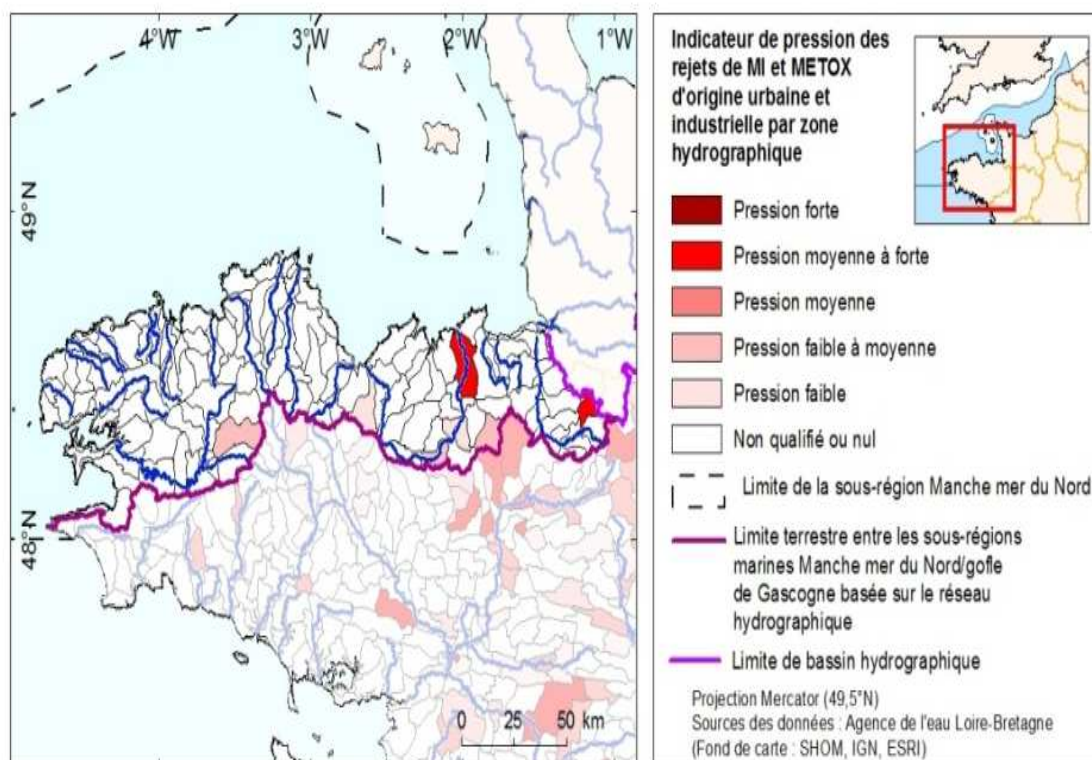 4°W
3°W
2°W
1°W
49°N
48°N
0 25 50 km
Indicateur de pression des
rejets de MI et METOX
d'origine urbaine et
industrielle par zone
hydrographique
Pression forte
Pression moyenne à forte
Pression moyenne
Pression faible à moyenne
Pression faible
Non qualifié ou nul
Limite de la sous-région Manche mer du Nord
Limite terrestre entre les sous-régions
marines Manche mer du Nord/gofle
de Gascogne basée sur le réseau
hydrographique
Limite de bassin hydrographique
Projection Mercator (49,5°N)
Sources des données : Agence de l'eau Loire-Bretagne
(Fond de carte : SHOM, IGN, ESRI)